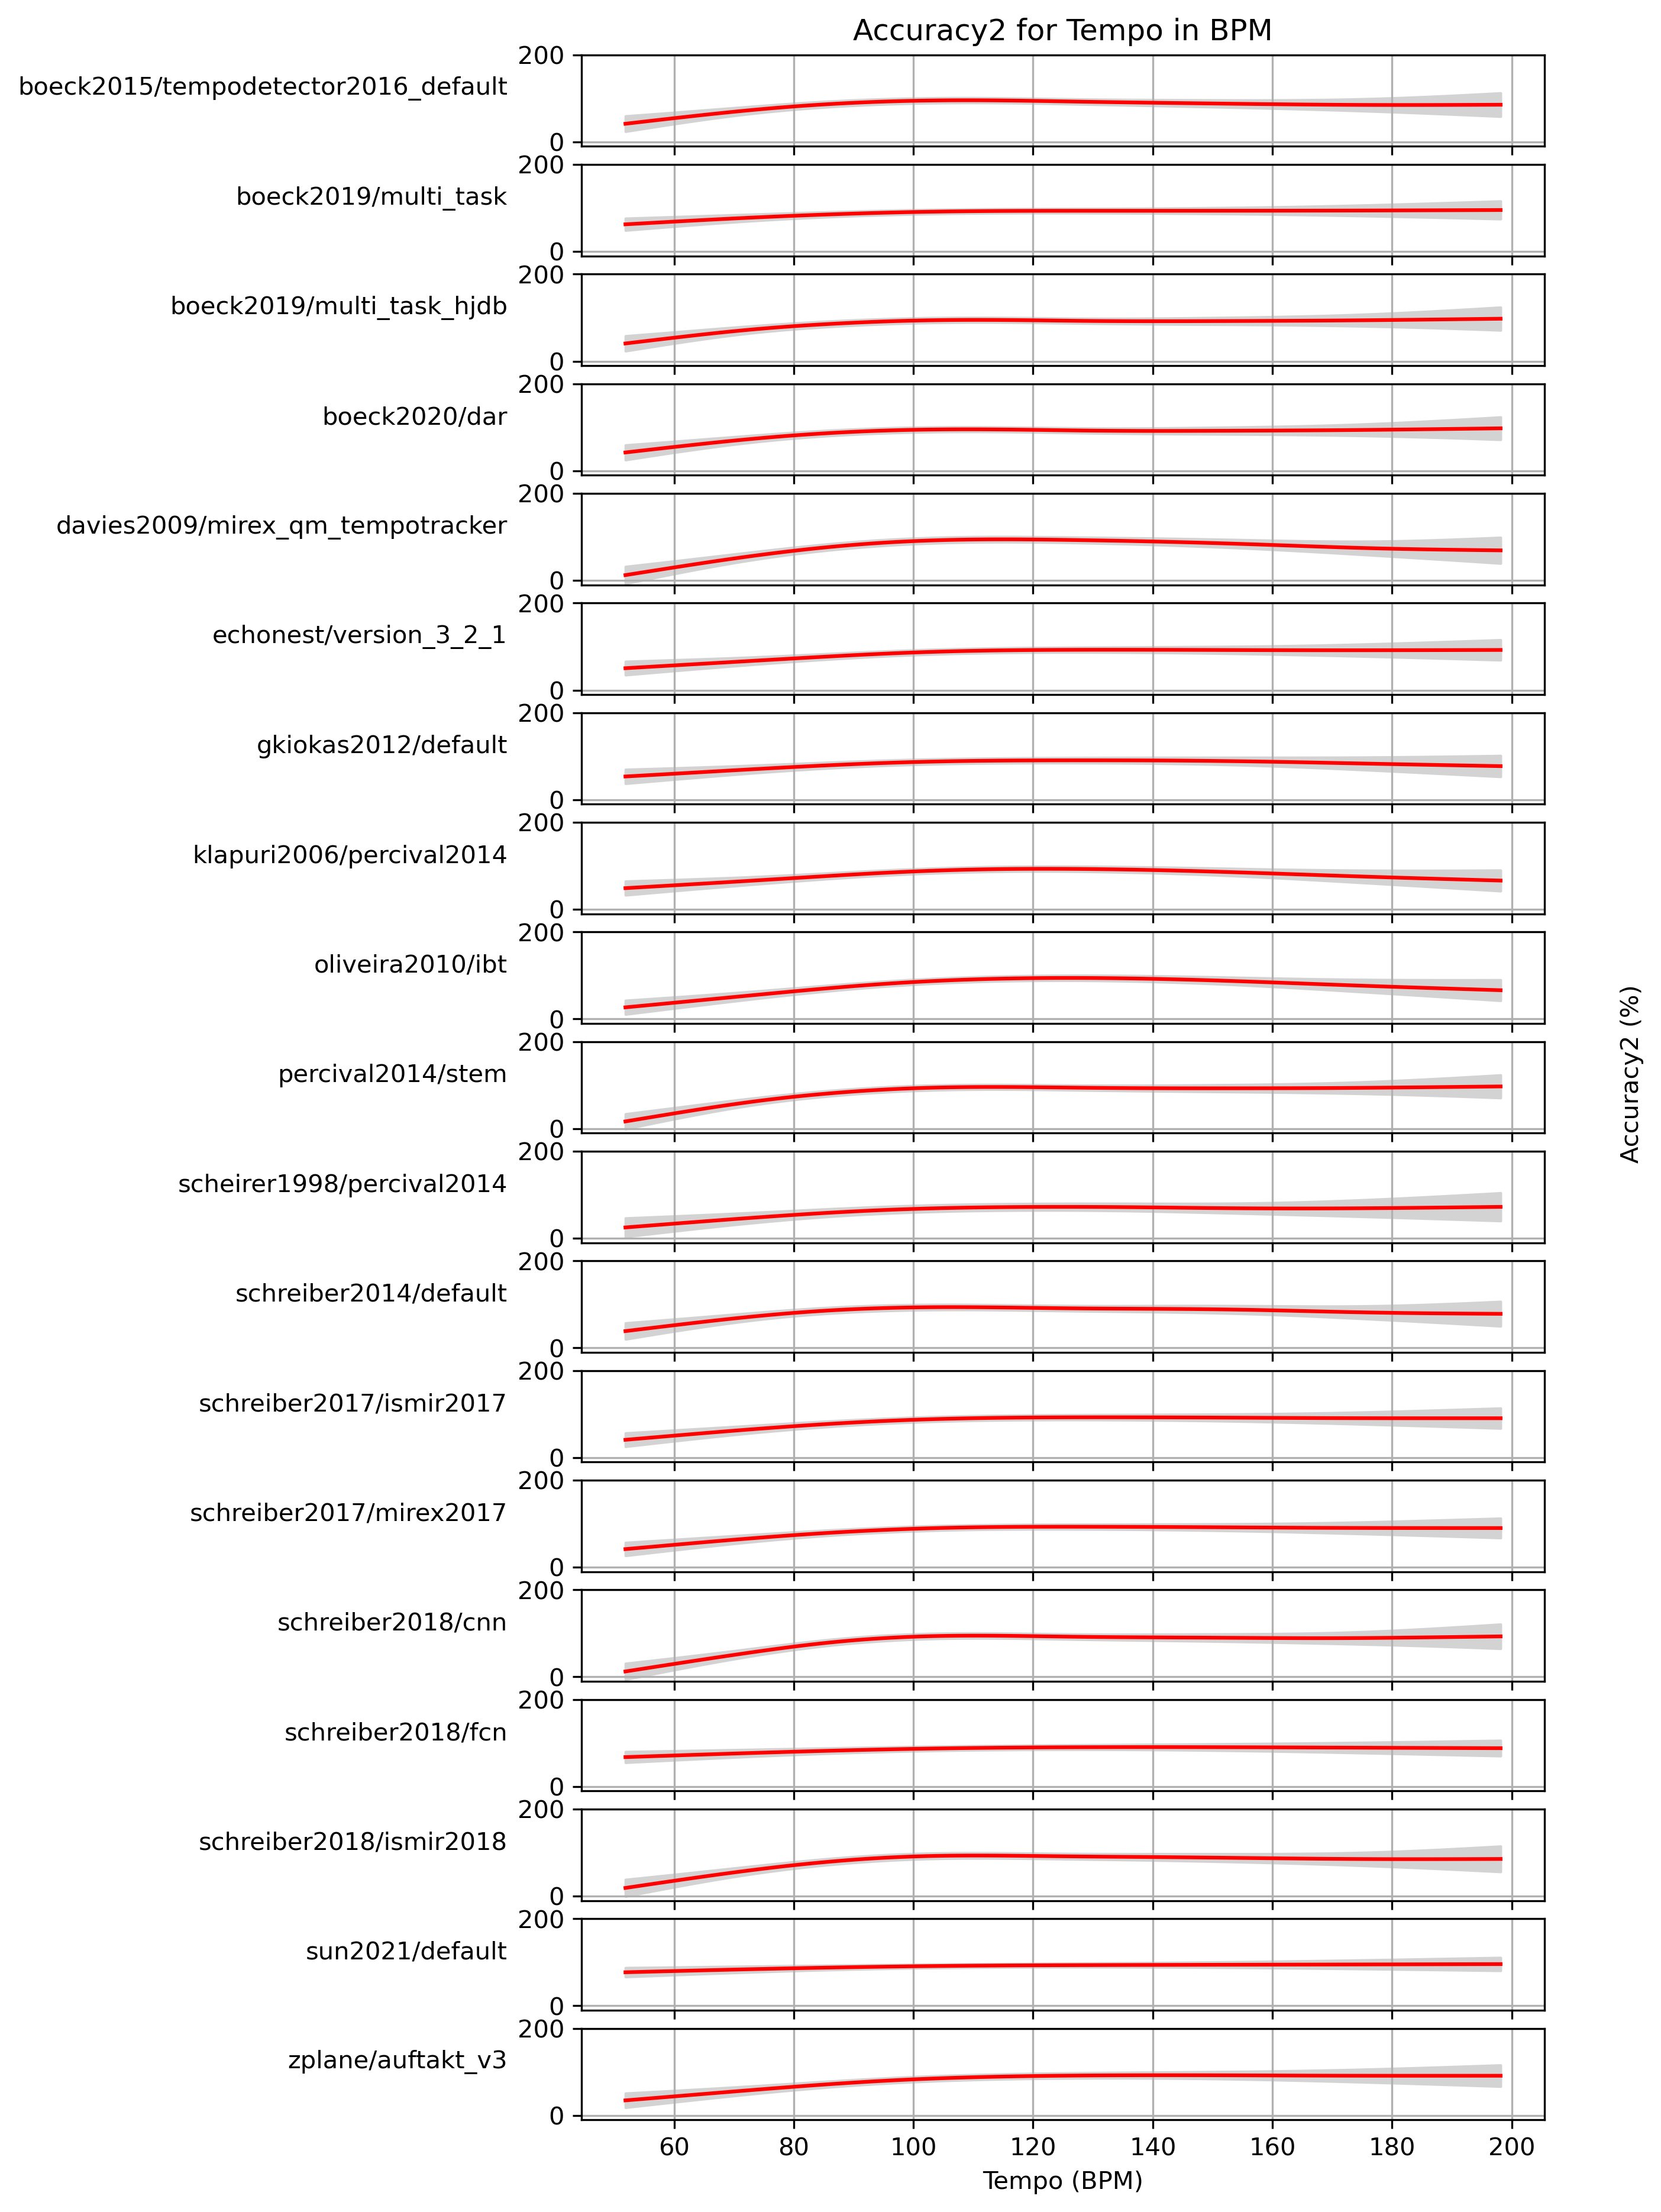 Accuracy2 for Tempo in BPM
boeck2015/tempodetector2016_default
200
0
boeck2019/multi_task
200
0
boeck2019/multi_task_hjdb
200
0
boeck2020/dar
200
0
davies2009/mirex_qm_tempotracker
200
0
echonest/version_3_2_1
200
0
gkiokas2012/default
200
0
klapuri2006/percival2014
200
0
oliveira2010/ibt
200
0
percival2014/stem
200
0
scheirer1998/percival2014
200
0
schreiber2014/default
200
0
schreiber2017/ismir2017
200
0
schreiber2017/mirex2017
200
0
schreiber2018/cnn
200
0
schreiber2018/fcn
200
0
schreiber2018/ismir2018
200
0
sun2021/default
200
0
zplane/auftakt_v3
200
0
60 80 100 120 140 160 180 200
Tempo (BPM)
Accuracy2 (%)